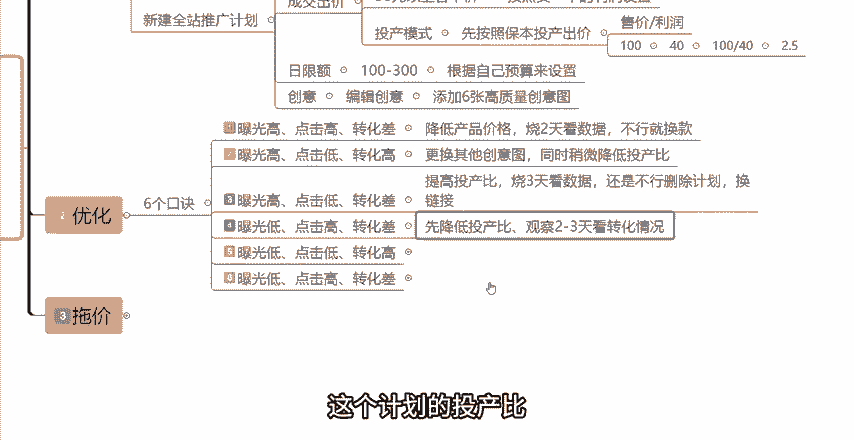 成交出价
投产模式 先按照保本投产出价 售价/利润
100 40 100/40 2.5
新建全站推广计划
日限额 100-300 根据自己预算来设置
创意 编辑创意 添加6张高质量创意图
1 曝光高、点击高、转化差 降低产品价格，烧2天看数据，不行就换款
2 曝光高、点击低、转化高 更换其他创意图，同时稍微降低投产比
提高投产比，烧3天看数据，还是不行删除计划，换
3 曝光高、点击低、转化差 链接
2 优化 6个口诀
4 曝光低、点击高、转化差 先降低投产比、观察2-3天看转化情况
5 曝光低、点击低、转化高
6 曝光低、点击高、转化差
3 拖价
这个计划的投产比